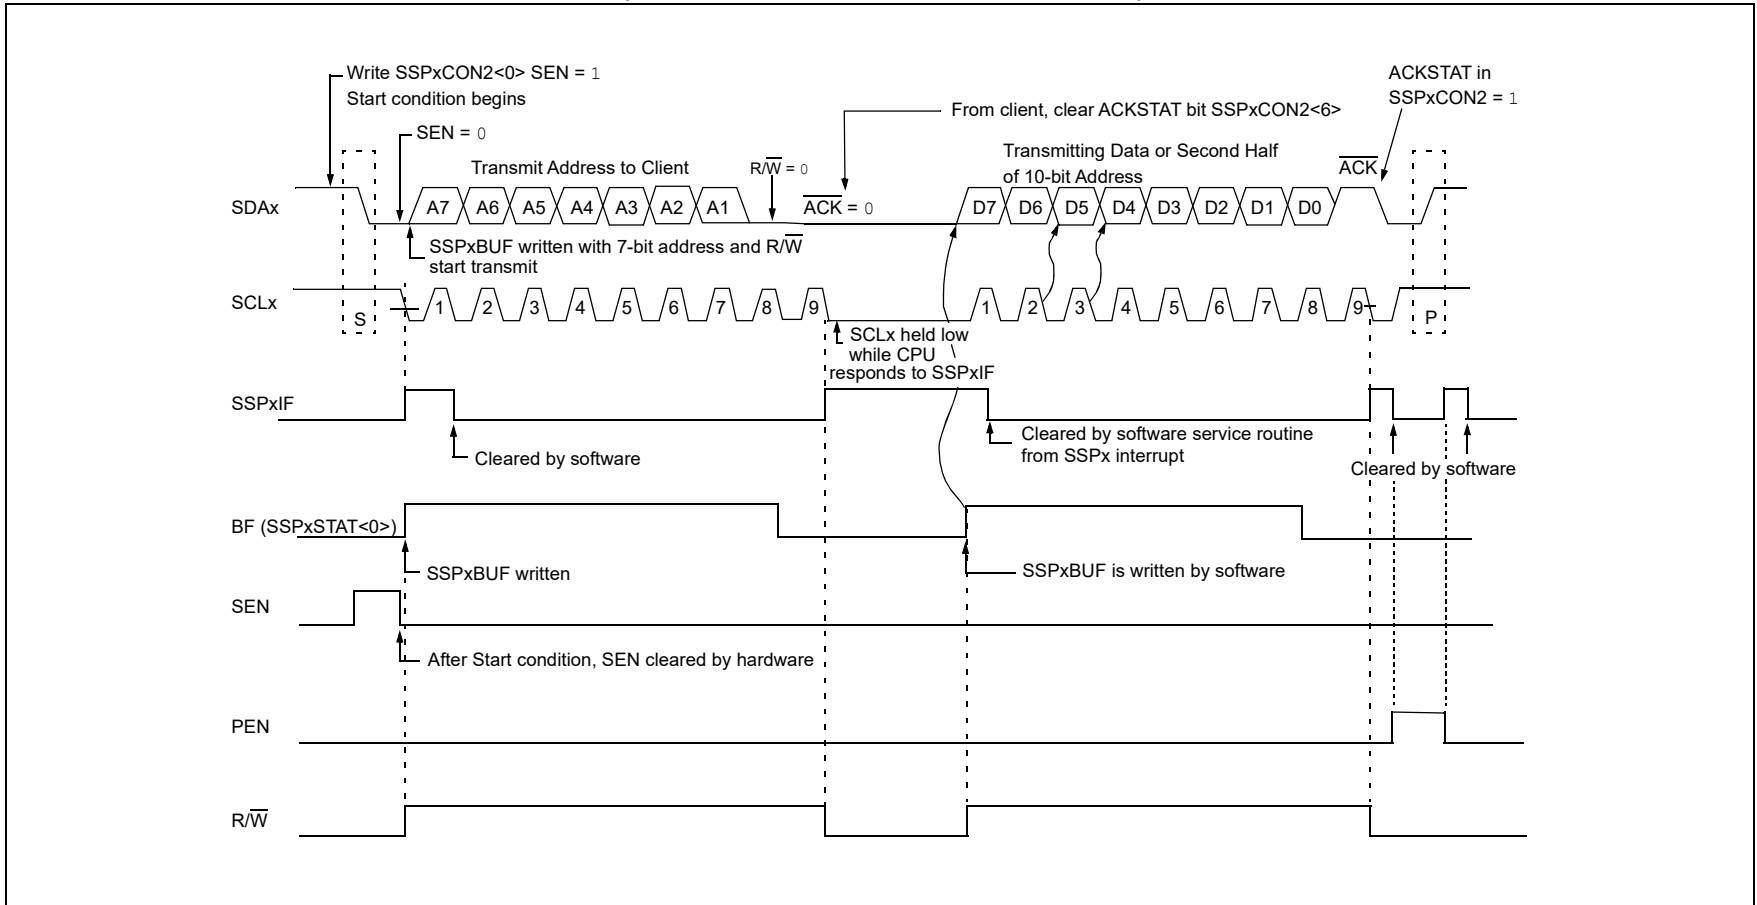 Write SSPxCON2<0> SEN = 1
Start condition begins
ACKSTAT in
SSPxCON2 = 1
From client, clear ACKSTAT bit SSPxCON2<6>
SEN = 0
Transmit Address to Client
R/W̅ = 0
Transmitting Data or Second Half
of 10-bit Address
A̅C̅K̅
SDAx
A7 A6 A5 A4 A3 A2 A1
A̅C̅K̅ = 0
D7 D6 D5 D4 D3 D2 D1 D0
SSPxBUF written with 7-bit address and R/W̅
start transmit
SCLx
S
1 2 3 4 5 6 7 8 9
1 2 3 4 5 6 7 8 9
P
SCLx held low
while CPU
responds to SSPxIF
SSPxIF
Cleared by software
Cleared by software service routine
from SSPx interrupt
Cleared by software
BF (SSPxSTAT<0>)
SSPxBUF written
SSPxBUF is written by software
SEN
After Start condition, SEN cleared by hardware
PEN
R/W̅